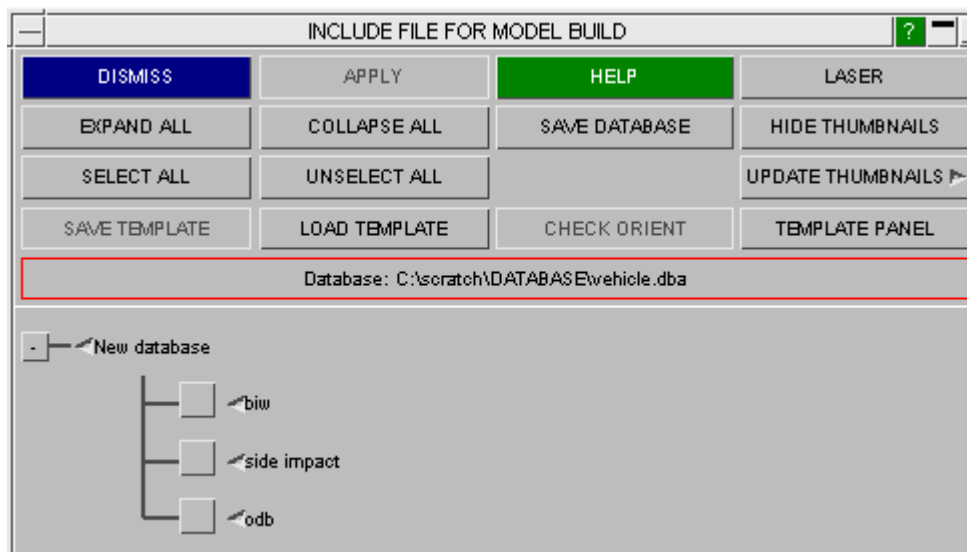 INCLUDE FILE FOR MODEL BUILD ?
DISMISS APPLY HELP LASER
EXPAND ALL COLLAPSE ALL SAVE DATABASE HIDE THUMBNAILS
SELECT ALL UNSELECT ALL UPDATE THUMBNAILS
SAVE TEMPLATE LOAD TEMPLATE CHECK ORIENT TEMPLATE PANEL
Database: C:\scratch\DATABASE\vehicle.dba
- New database
biw
side impact
odb